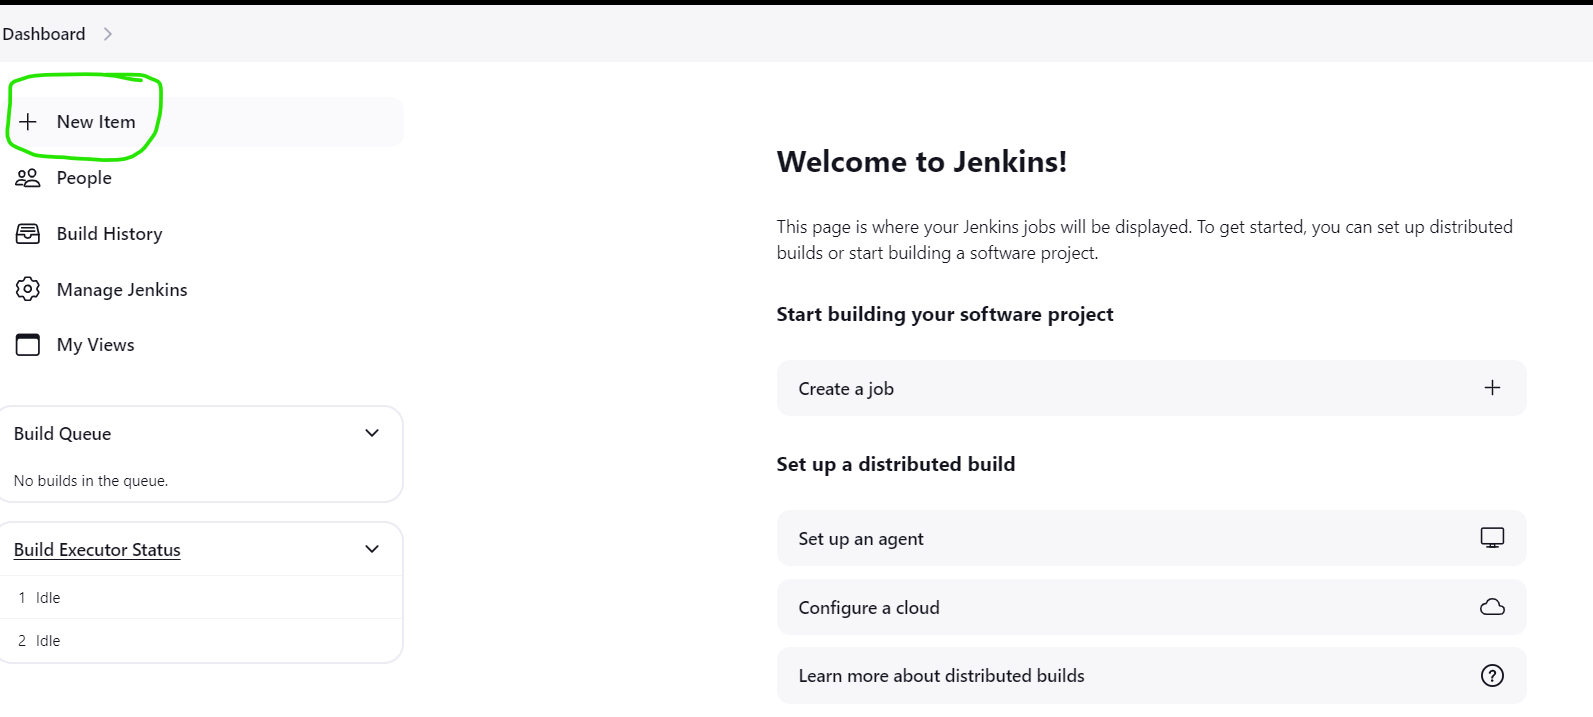 Dashboard
New Item
People
Build History
Manage Jenkins
My Views
Build Queue
No builds in the queue.
Build Executor Status
1 Idle
2 Idle
Welcome to Jenkins!
This page is where your Jenkins jobs will be displayed. To get started, you can set up distributed
builds or start building a software project.
Start building your software project
Create a job
Set up a distributed build
Set up an agent
Configure a cloud
Learn more about distributed builds